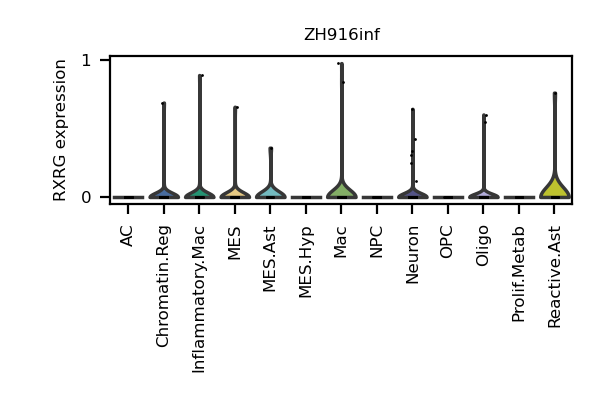 ZH916inf
RXRG expression
1
0
AC
Chromatin.Reg
Inflammatory.Mac
MES
MES.Ast
MES.Hyp
Mac
NPC
Neuron
OPC
Oligo
Prolif.Metab
Reactive.Ast